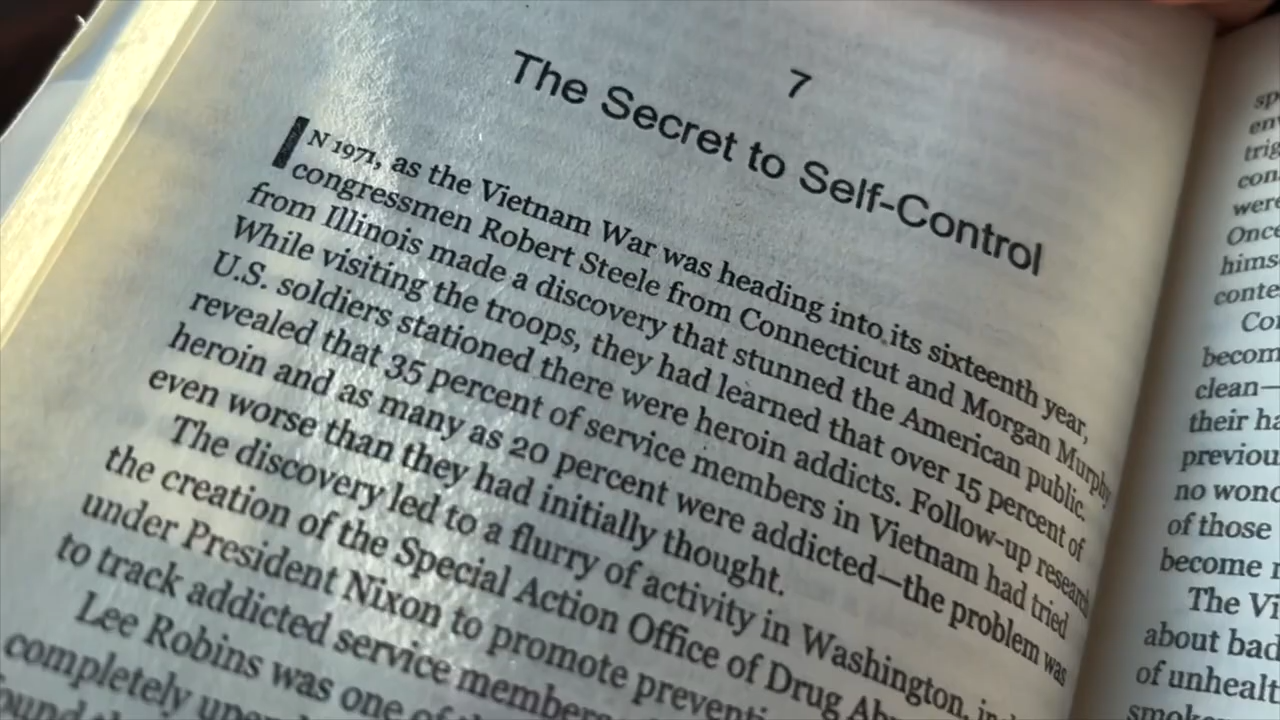 7
The Secret to Self-Control
IN 1971, as the Vietnam War was heading into its sixteenth year,
congressmen Robert Steele from Connecticut and Morgan Murphy
from Illinois made a discovery that stunned the American public.
While visiting the troops, they had learned that over 15 percent of
U.S. soldiers stationed there were heroin addicts. Follow-up research
revealed that 35 percent of service members in Vietnam had tried
heroin and as many as 20 percent were addicted—the problem was
even worse than they had initially thought.
The discovery led to a flurry of activity in Washington,
the creation of the Special Action Office of Drug
under President Nixon to promote
to track addicted service members
Lee Robins was one of
completely
trig
con
were
Once
hims
conte
becom
clean—
their ha
previou
no wond
of those
become
The Vi
about bad
of unhealt
smok